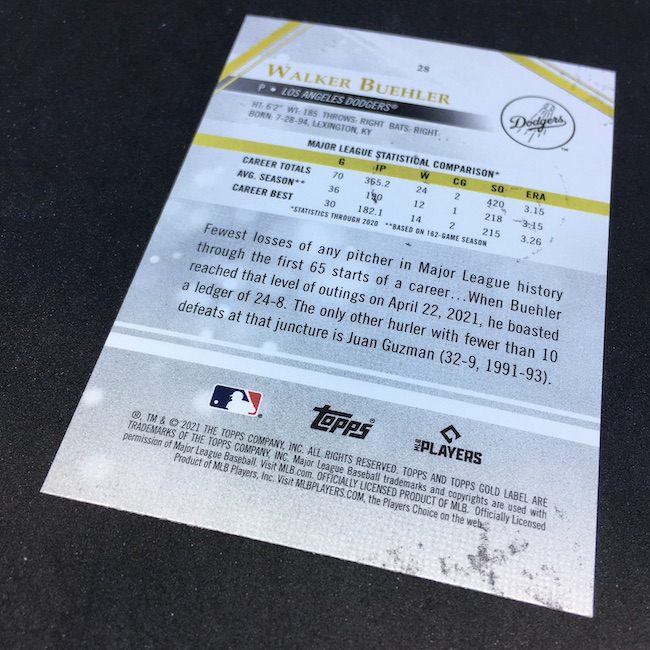 28
WALKER BUEHLER
P • LOS ANGELES DODGERS®
HT: 6'2" WT: 185 THROWS: RIGHT BATS: RIGHT
BORN: 7-28-94, LEXINGTON, KY
Dodgers
MAJOR LEAGUE STATISTICAL COMPARISON*
G IP W CG SO ERA
CAREER TOTALS 70 365.2 24 2 420 3.15
AVG. SEASON** 36 190 12 1 218 3.15
CAREER BEST 30 182.1 14 2 215 3.26
*STATISTICS THROUGH 2020 **BASED ON 162-GAME SEASON
Fewest losses of any pitcher in Major League history
through the first 65 starts of a career...When Buehler
reached that level of outings on April 22, 2021, he boasted
a ledger of 24-8. The only other hurler with fewer than 10
defeats at that juncture is Juan Guzman (32-9, 1991-93).
Topps®
MLB PLAYERS
®, TM & © 2021 THE TOPPS COMPANY, INC. ALL RIGHTS RESERVED. TOPPS AND TOPPS GOLD LABEL ARE
TRADEMARKS OF THE TOPPS COMPANY, INC. Major League Baseball trademarks and copyrights are used with
permission of Major League Baseball. Visit MLB.com. OFFICIALLY LICENSED PRODUCT OF MLB. Officially Licensed
Product of MLB Players, Inc. Visit MLBPLAYERS.COM, the Players Choice on the web.